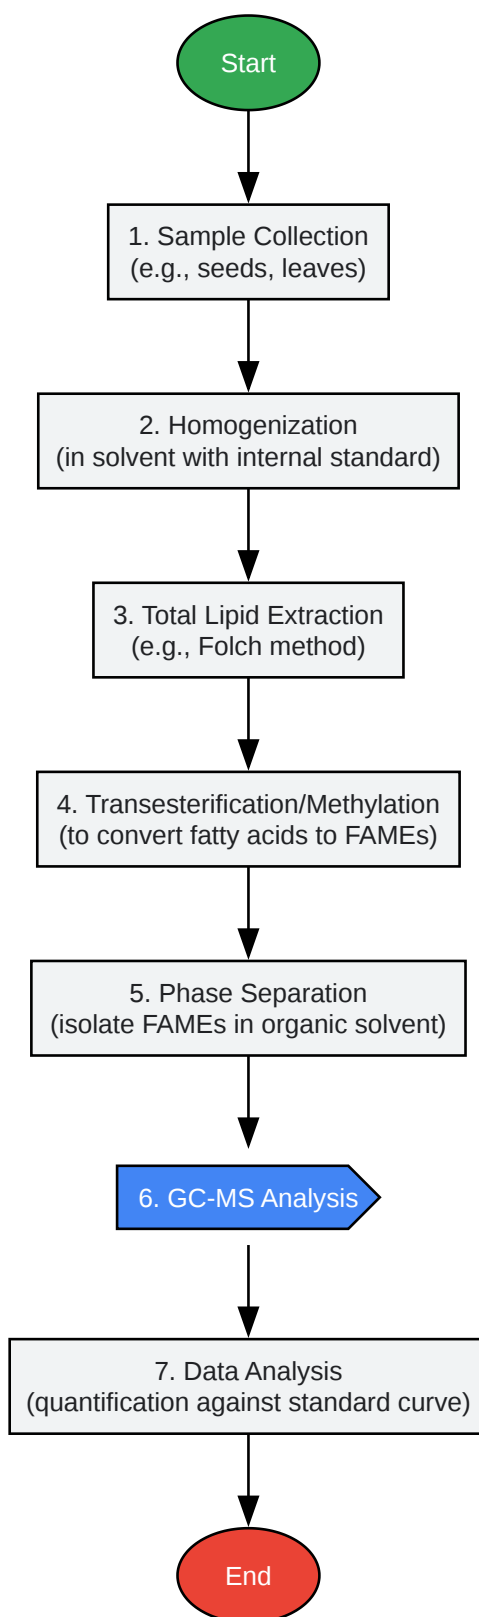 Start
1. Sample Collection
(e.g., seeds, leaves)
2. Homogenization
(in solvent with internal standard)
3. Total Lipid Extraction
(e.g., Folch method)
4. Transesterification/Methylation
(to convert fatty acids to FAMEs)
5. Phase Separation
(isolate FAMEs in organic solvent)
6. GC-MS Analysis
7. Data Analysis
(quantification against standard curve)
End